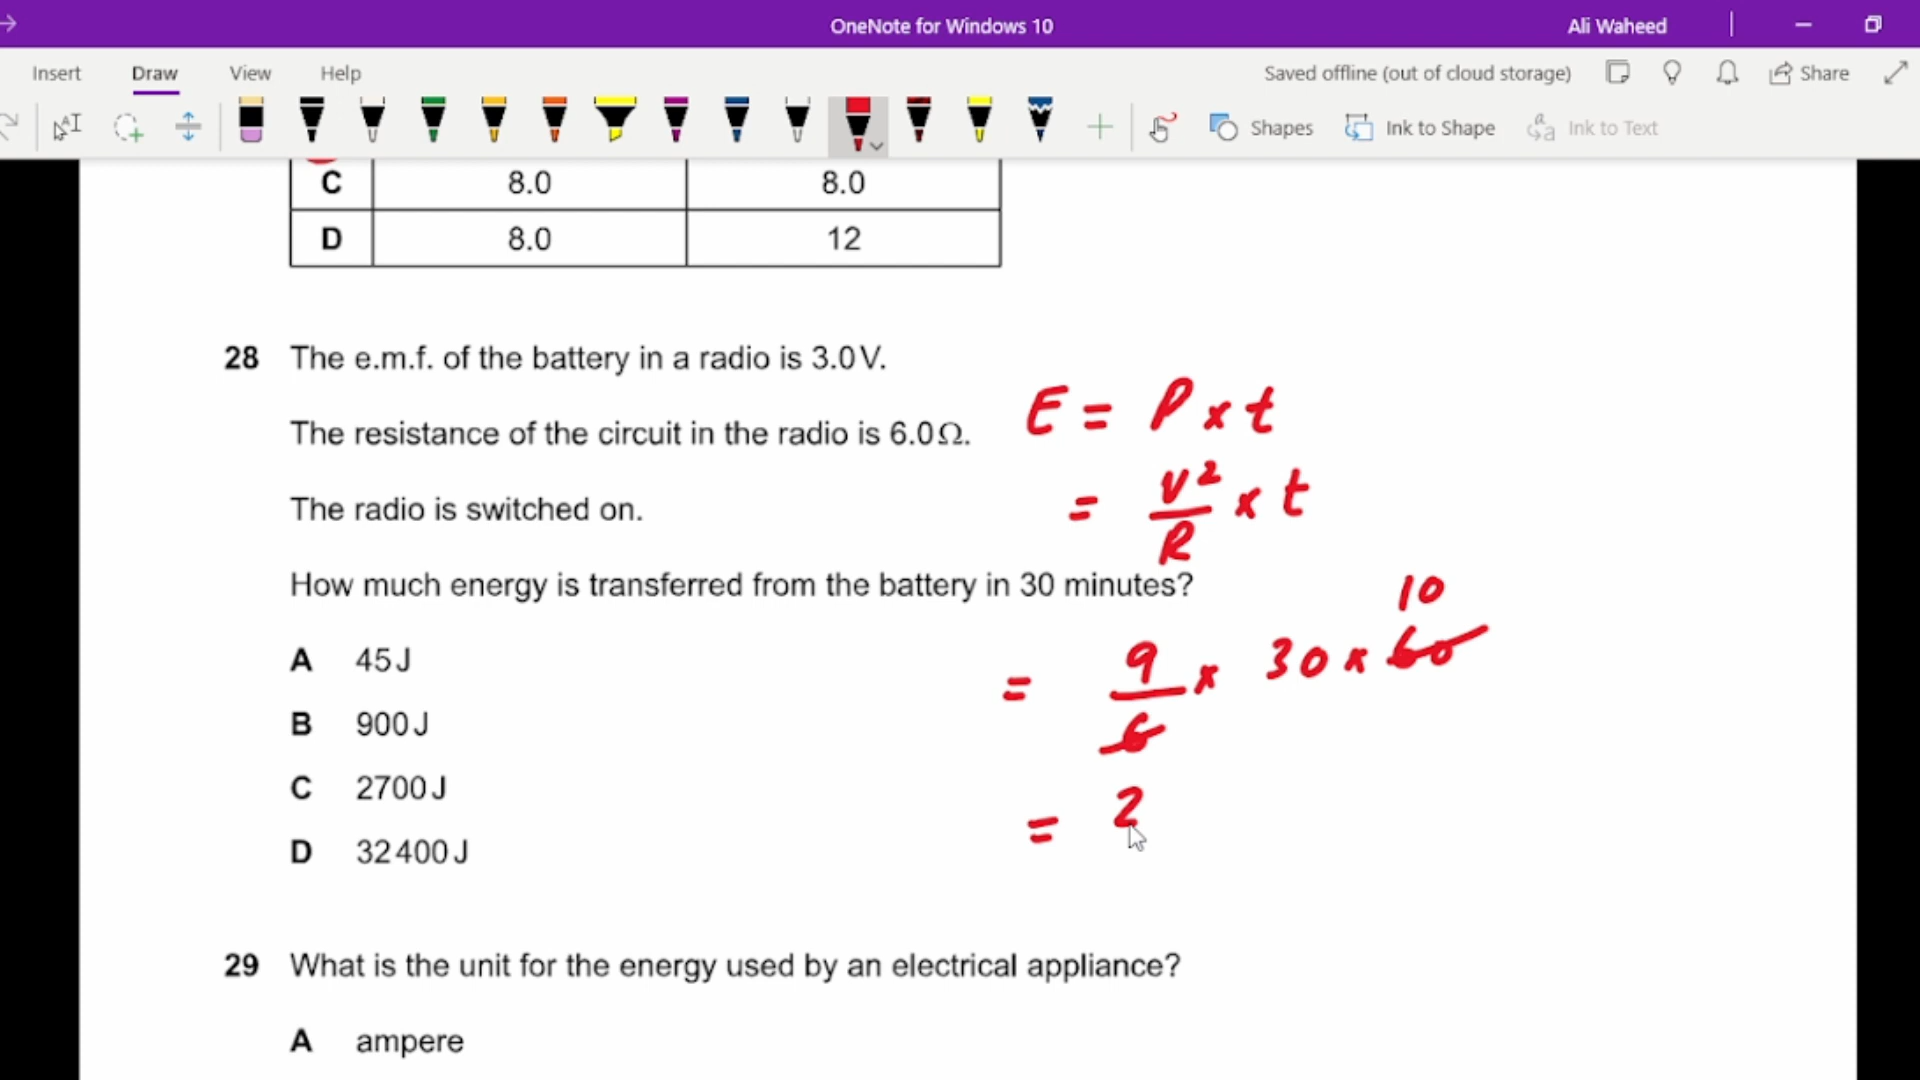 OneNote for Windows 10
Ali Waheed
Insert Draw View Help
Saved offline (out of cloud storage) Share
Shapes Ink to Shape Ink to Text
C 8.0 8.0
D 8.0 12
28 The e.m.f. of the battery in a radio is 3.0 V.
E = P x t
The resistance of the circuit in the radio is 6.0 Ω.
= V² / R x t
The radio is switched on.
How much energy is transferred from the battery in 30 minutes?
10
A 45 J
= 9 / 6 x 30 x 60
B 900 J
C 2700 J
= 2
D 32 400 J
29 What is the unit for the energy used by an electrical appliance?
A ampere